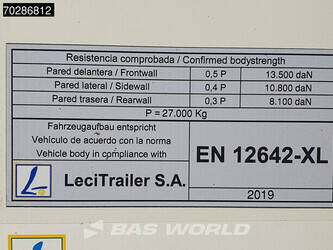 70286812
Resistencia comprobada / Confirmed bodystrength
Pared delantera / Frontwall 0,5 P 13.500 daN
Pared lateral / Sidewall 0,4 P 10.800 daN
Pared trasera / Rearwall 0,3 P 8.100 daN
P = 27.000 Kg
Fahrzeugaufbau entspricht
Vehículo de acuerdo con la norma
Vehicle body in compliance with
EN 12642-XL
LeciTrailer S.A.
2019
BAS WORLD